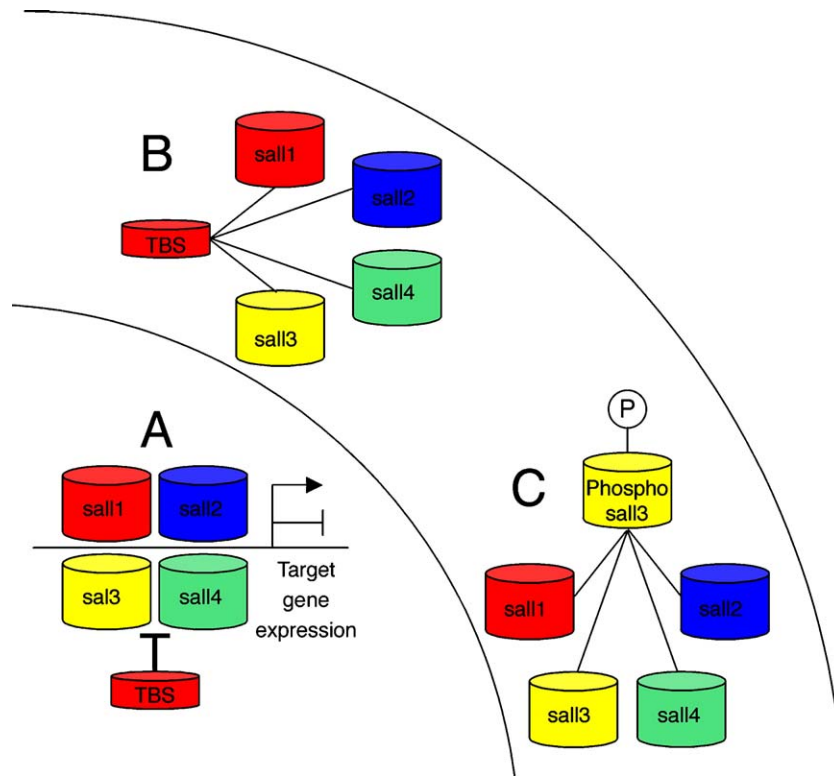 B
sall1
sall2
TBS
sall4
sall3
A
sall1
sall2
sal3
sall4
Target
gene
expression
TBS
P
C
Phospho
sall3
sall1
sall2
sall3
sall4